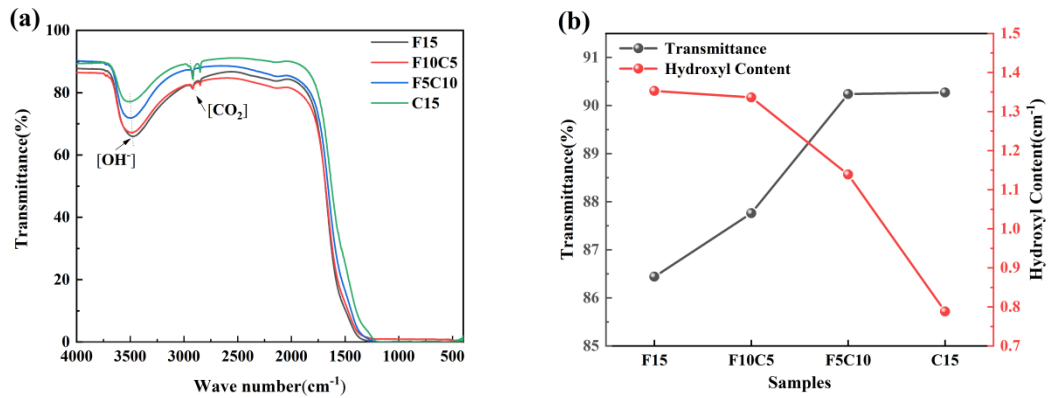 (a)
100
80
60
40
20
0
Transmittance(%)
F15
F10C5
F5C10
C15
[CO₂]
[OH⁻]
4000 3500 3000 2500 2000 1500 1000 500
Wave number(cm⁻¹)
(b)
91
90
89
88
87
86
85
Transmittance(%)
Transmittance
Hydroxyl Content
1.5
1.4
1.3
1.2
1.1
1.0
0.9
0.8
0.7
Hydroxyl Content(cm⁻¹)
F15 F10C5 F5C10 C15
Samples